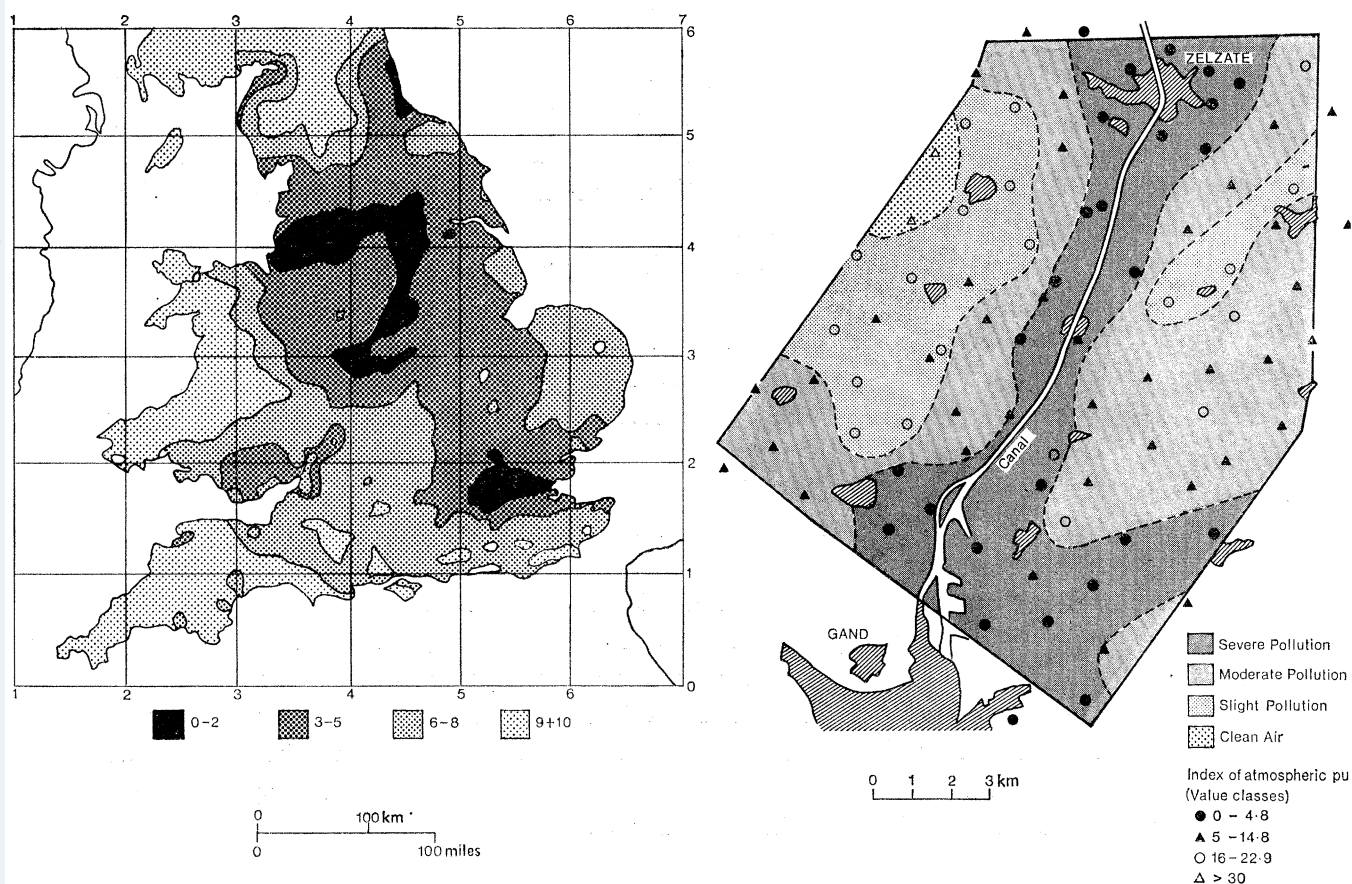 1 2 3 4 5 6 7
6
5
4
3
2
1
0
1 2 3 4 5 6
0-2 3-5 6-8 9+10
0 100 km
0 100 miles
ZELZATE
Canal
GAND
Severe Pollution
Moderate Pollution
Slight Pollution
Clean Air
0 1 2 3 km
Index of atmospheric pu
(Value classes)
0 - 4·8
5 -14·8
16-22·9
> 30